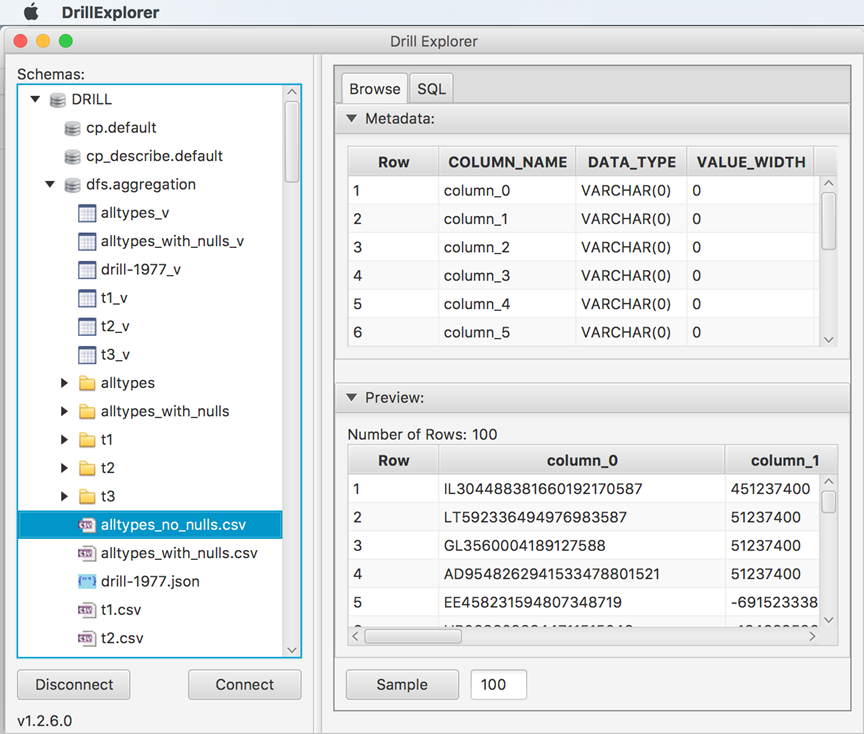 DrillExplorer
Drill Explorer
Schemas:
DRILL
cp.default
cp_describe.default
dfs.aggregation
alltypes_v
alltypes_with_nulls_v
drill-1977_v
t1_v
t2_v
t3_v
alltypes
alltypes_with_nulls
t1
t2
t3
alltypes_no_nulls.csv
alltypes_with_nulls.csv
drill-1977.json
t1.csv
t2.csv
Disconnect Connect
v1.2.6.0
Browse SQL
Metadata:
Row COLUMN_NAME DATA_TYPE VALUE_WIDTH
1 column_0 VARCHAR(0) 0
2 column_1 VARCHAR(0) 0
3 column_2 VARCHAR(0) 0
4 column_3 VARCHAR(0) 0
5 column_4 VARCHAR(0) 0
6 column_5 VARCHAR(0) 0
Preview:
Number of Rows: 100
Row column_0 column_1
1 IL304488381660192170587 451237400
2 LT592336494976983587 51237400
3 GL3560004189127588 51237400
4 AD9548262941533478801521 51237400
5 EE458231594807348719 -691523338
Sample 100